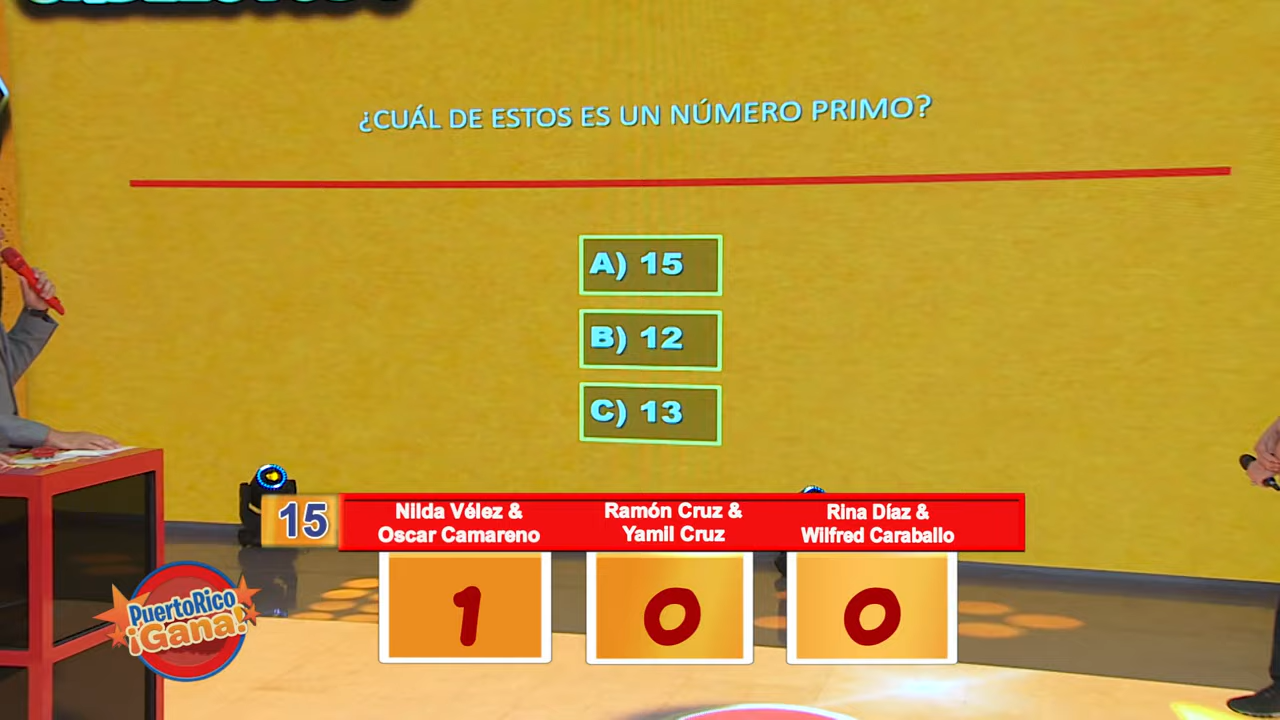 ¿CUÁL DE ESTOS ES UN NÚMERO PRIMO?
A) 15
B) 12
C) 13
15
Nilda Vélez &
Oscar Camareno
Ramón Cruz &
Yamil Cruz
Rina Díaz &
Wilfred Caraballo
1
0
0
PuertoRico
¡Gana!